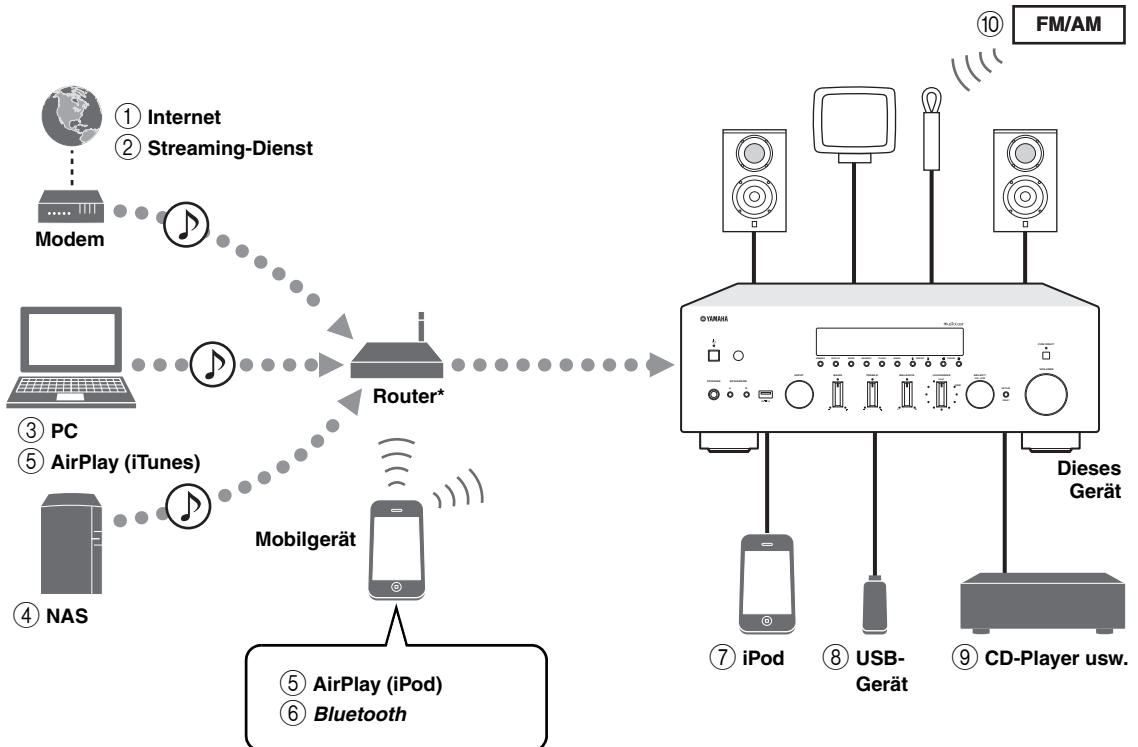 ⑩ FM/AM
① Internet
② Streaming-Dienst
Modem
③ PC
⑤ AirPlay (iTunes)
④ NAS
Router*
Mobilgerät
⑤ AirPlay (iPod)
⑥ Bluetooth
YAMAHA
Dieses
Gerät
⑦ iPod
⑧ USB-
Gerät
⑨ CD-Player usw.